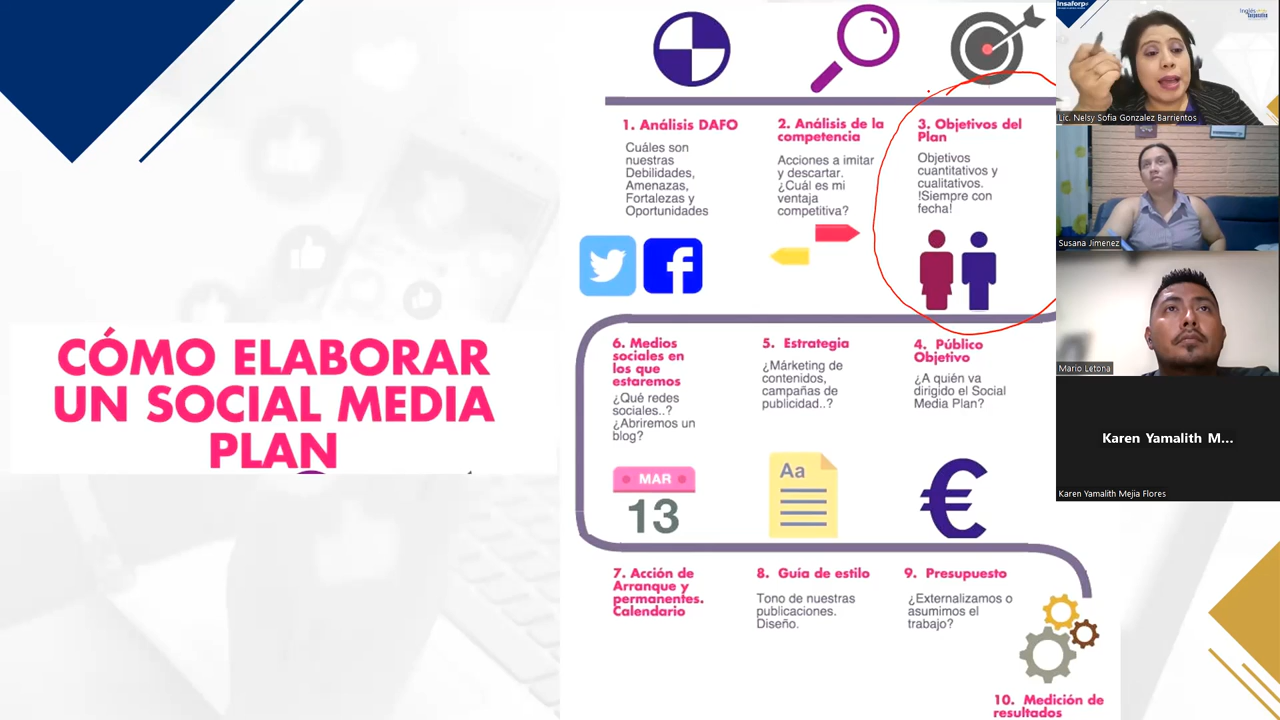 CÓMO ELABORAR
UN SOCIAL MEDIA
PLAN
1. Análisis DAFO
Cuáles son
nuestras
Debilidades,
Amenazas,
Fortalezas y
Oportunidades
2. Análisis de la
competencia
Acciones a imitar
y descartar.
¿Cuál es mi
ventaja
competitiva?
3. Objetivos del
Plan
Objetivos
cuantitativos y
cualitativos.
!Siempre con
fecha!
6. Medios
sociales en
los que
estaremos
¿Qué redes
sociales..?
¿Abriremos un
blog?
5. Estrategia
¿Márketing de
contenidos,
campañas de
publicidad..?
4. Público
Objetivo
¿A quién va
dirigido el Social
Media Plan?
MAR
13
Aa
€
7. Acción de
Arranque y
permanentes.
Calendario
8. Guía de estilo
Tono de nuestras
publicaciones.
Diseño.
9. Presupuesto
¿Externalizamos o
asumimos el
trabajo?
10. Medición de
resultados
Insaforp
Lic. Nelsy Sofia Gonzalez Barrientos
Susana Jimenez
Mario Letona
Karen Yamalith M...
Karen Yamalith Mejia Flores